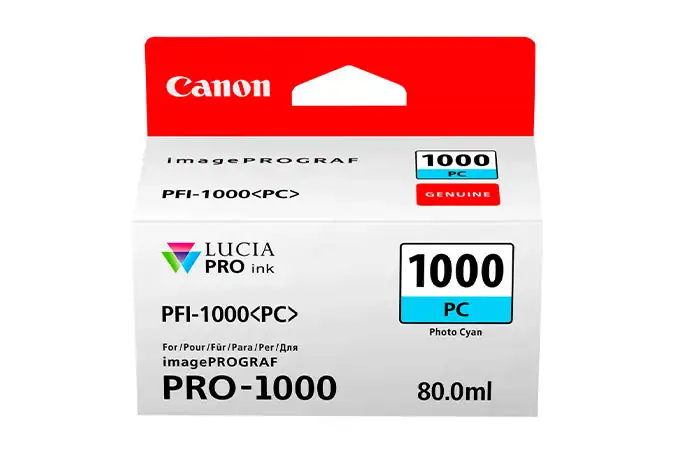 Canon
imagePROGRAF
1000
PC
PFI-1000<PC>
GENUINE
LUCIA
PRO ink
1000
PC
PFI-1000<PC>
Photo Cyan
For/Pour/Für/Para/Per/Для
imagePROGRAF
PRO-1000
80.0ml